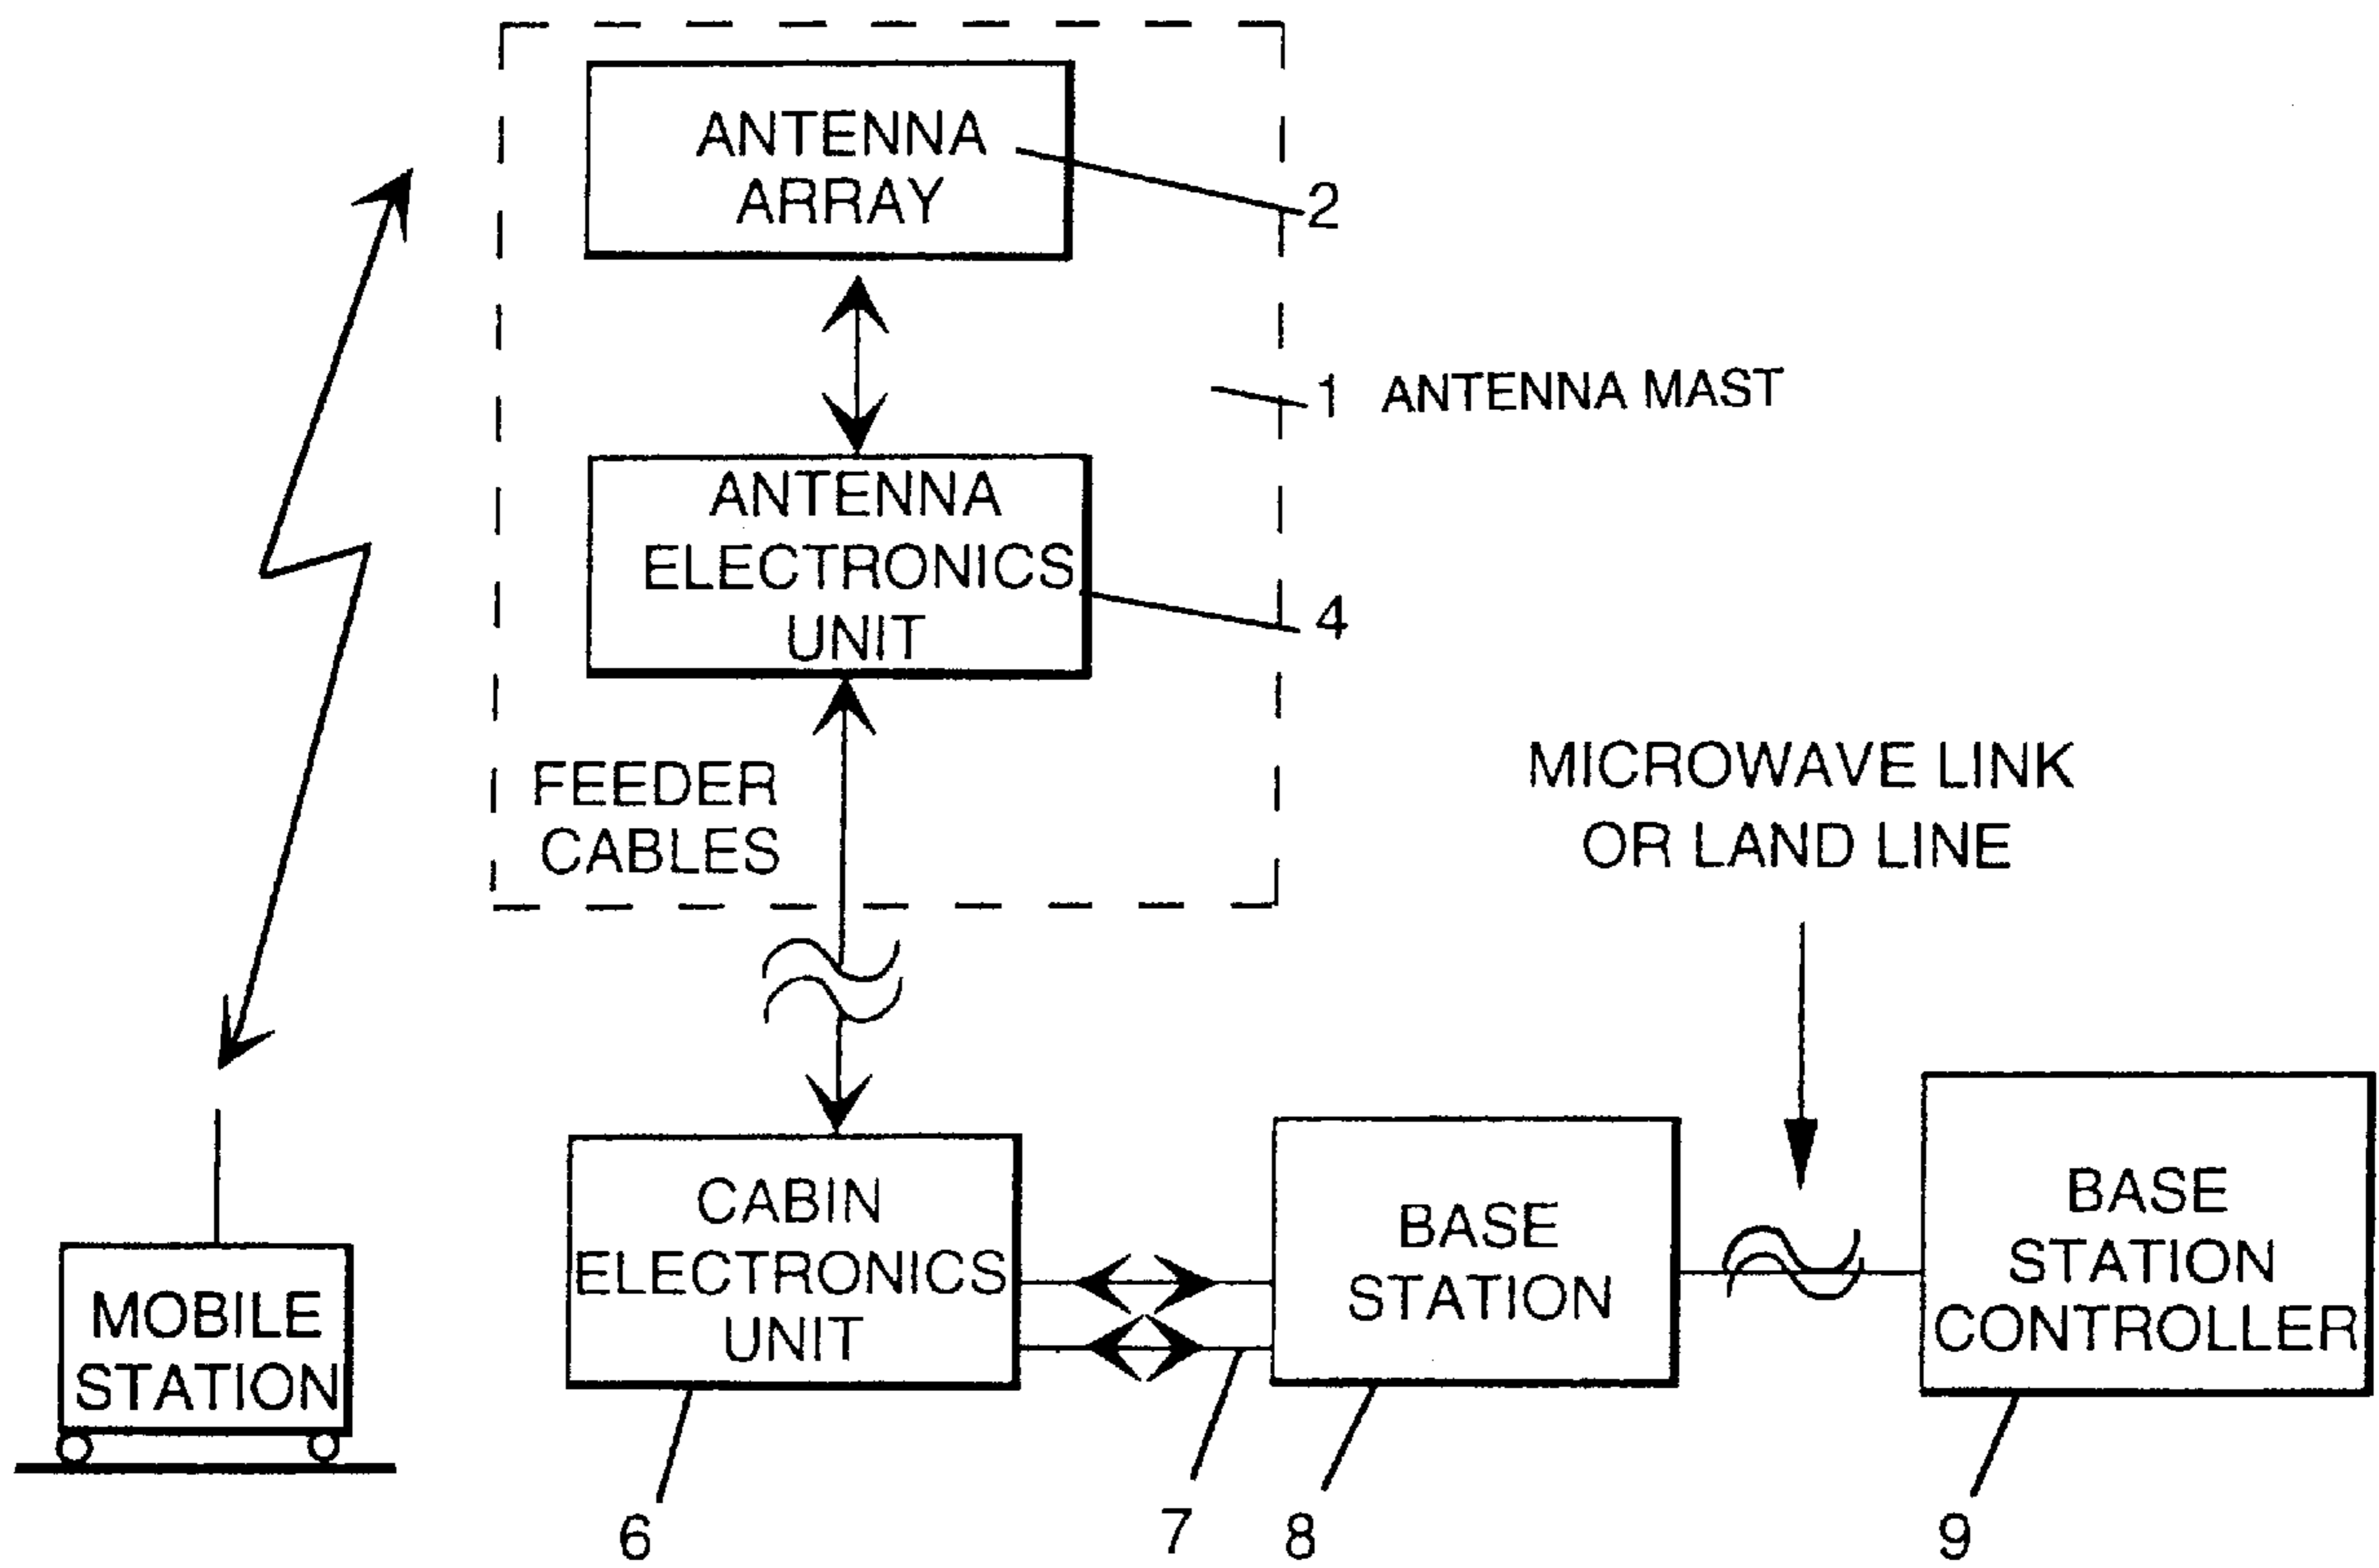 ANTENNA
ARRAY
2
1 ANTENNA MAST
ANTENNA
ELECTRONICS
UNIT
4
FEEDER
CABLES
MICROWAVE LINK
OR LAND LINE
MOBILE
STATION
CABIN
ELECTRONICS
UNIT
BASE
STATION
BASE
STATION
CONTROLLER
6
7
8
9